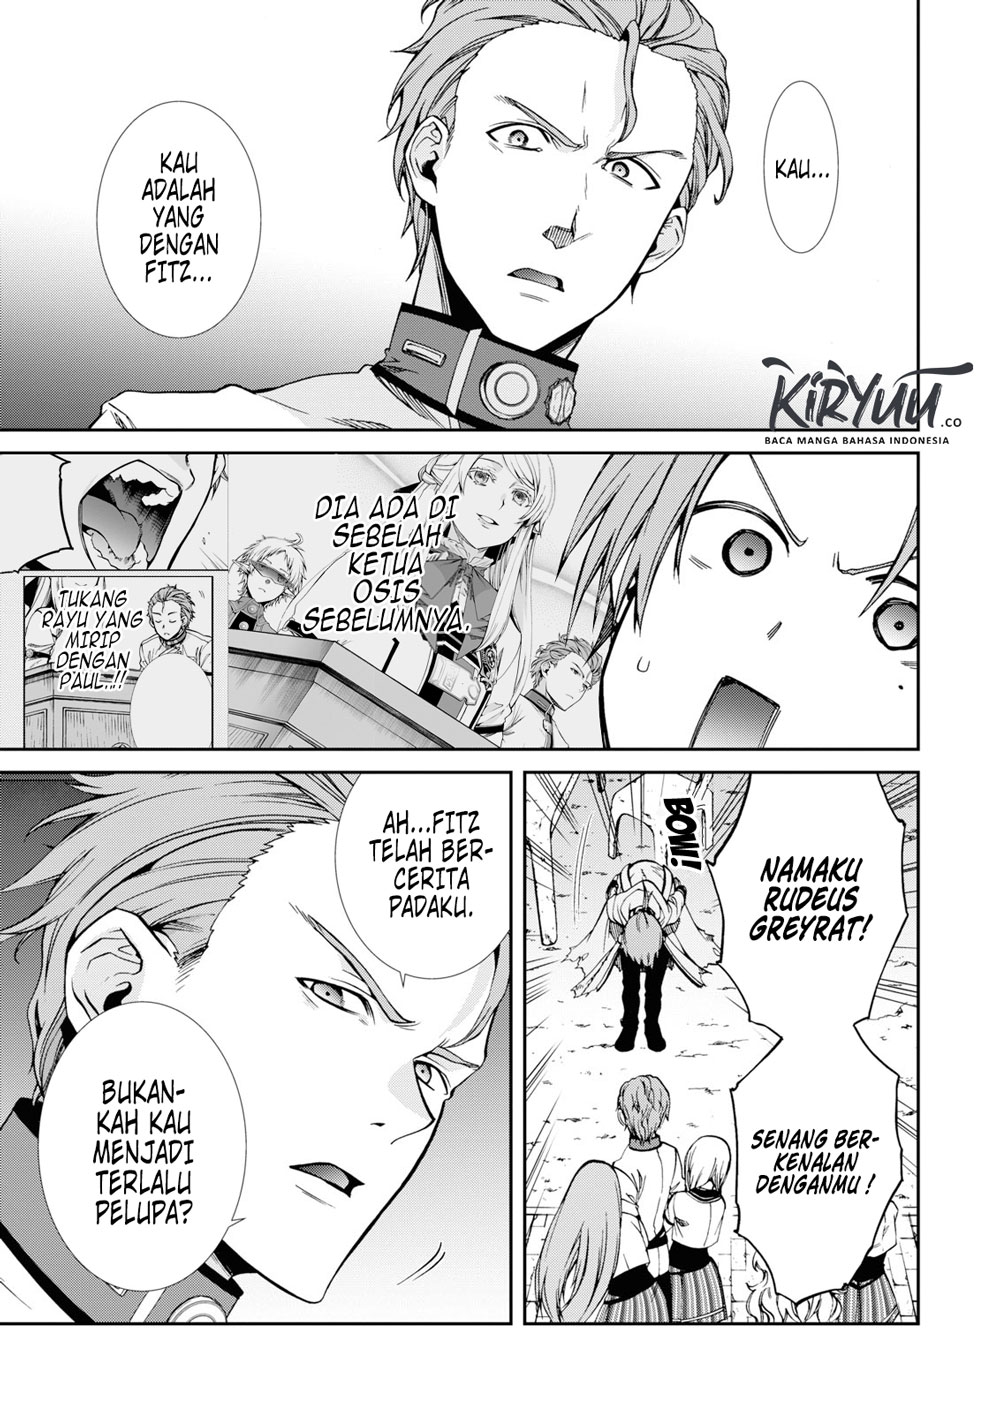 KAU...
KAU
ADALAH
YANG
DENGAN
FITZ...
KIRYUU.CO
BACA MANGA BAHASA INDONESIA
DIA ADA DI
SEBELAH
KETUA
OSIS
SEBELUMNYA.
TUKANG
RAYU YANG
MIRIP
DENGAN
PAUL..!!
BOW!
NAMAKU
RUDEUS
GREYRAT!
SENANG BER-
KENALAN
DENGANMU!
AH...FITZ
TELAH BER-
CERITA
PADAKU.
BUKAN-
KAH KAU
MENJADI
TERLALU
PELUPA?